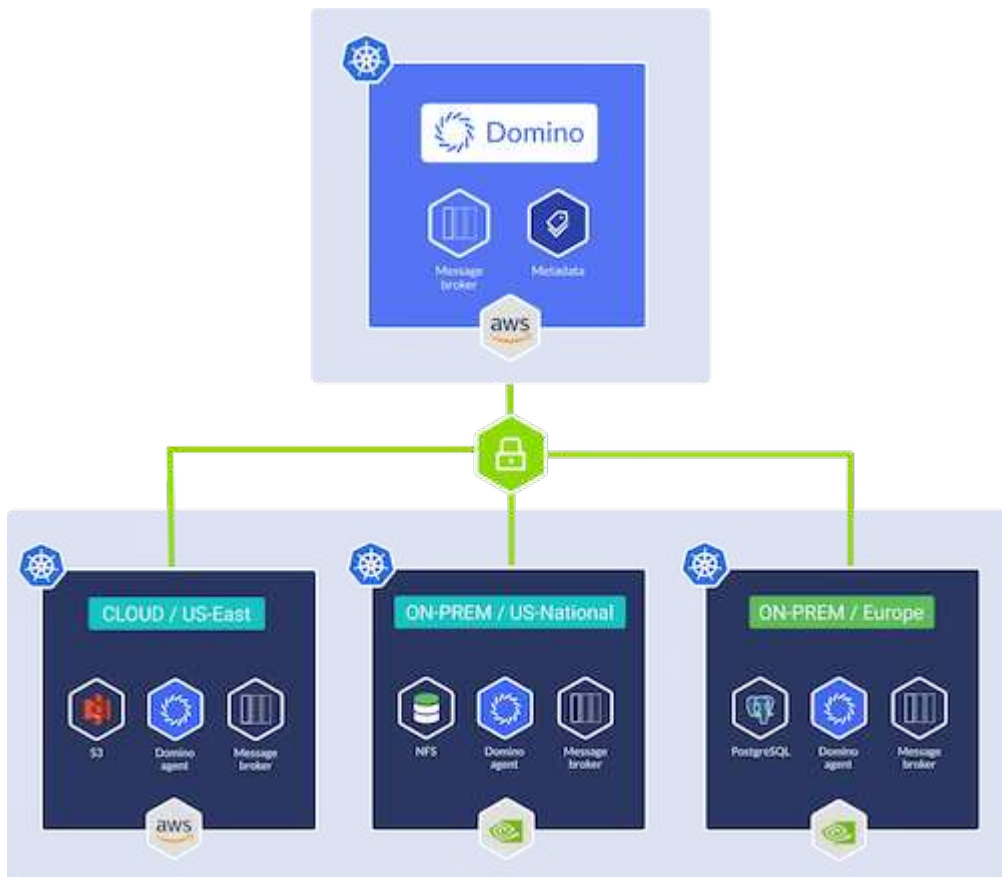 Domino
Message
broker
Metadata
aws
CLOUD / US-East
ON-PREM / US-National
ON-PREM / Europe
S3
Domino
agent
Message
broker
NFS
Domino
agent
Message
broker
PostgreSQL
Domino
agent
Message
broker
aws